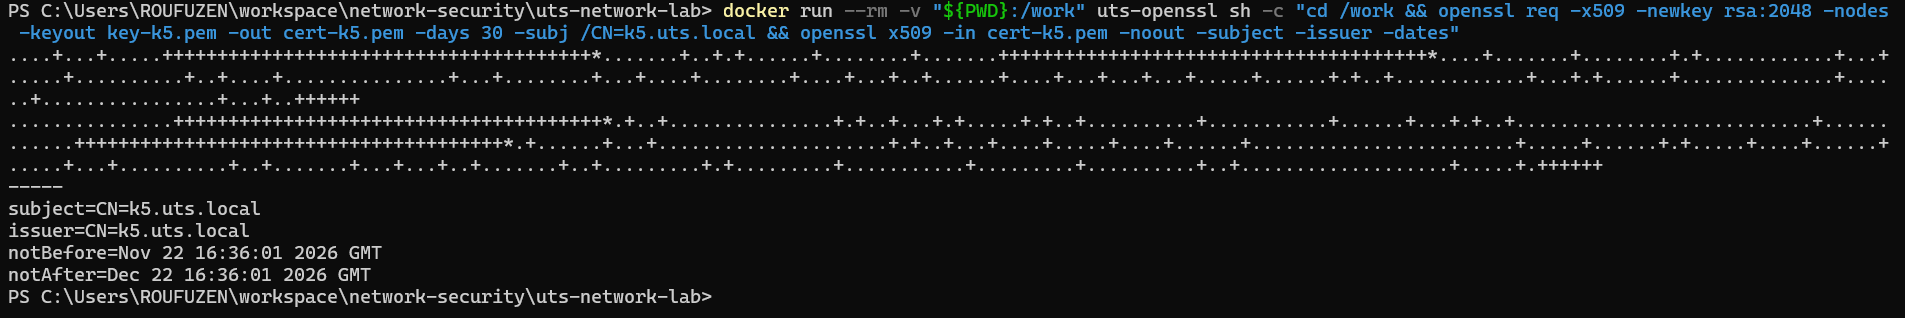 PS C:\Users\ROUFUZEN\workspace\network-security\uts-network-lab> docker run --rm -v "${PWD}:/work" uts-openssl sh -c "cd /work && openssl req -x509 -newkey rsa:2048 -nodes
-keyout key-k5.pem -out cert-k5.pem -days 30 -subj /CN=k5.uts.local && openssl x509 -in cert-k5.pem -noout -subject -issuer -dates"
-----
subject=CN=k5.uts.local
issuer=CN=k5.uts.local
notBefore=Nov 22 16:36:01 2026 GMT
notAfter=Dec 22 16:36:01 2026 GMT
PS C:\Users\ROUFUZEN\workspace\network-security\uts-network-lab>